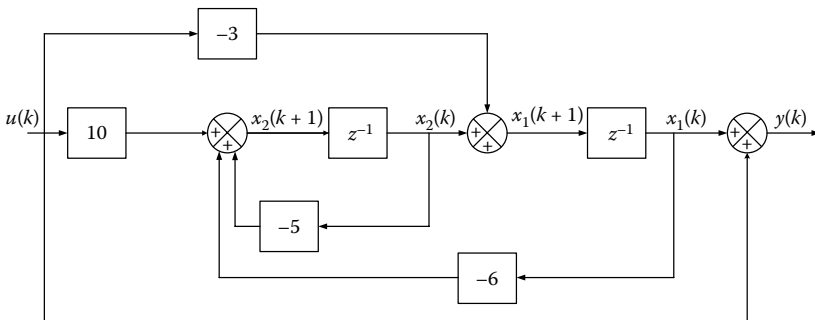 −3
u(k)
10
+
+
x₂(k + 1)
z⁻¹
x₂(k)
+
+
x₁(k + 1)
z⁻¹
x₁(k)
+
+
y(k)
−5
−6